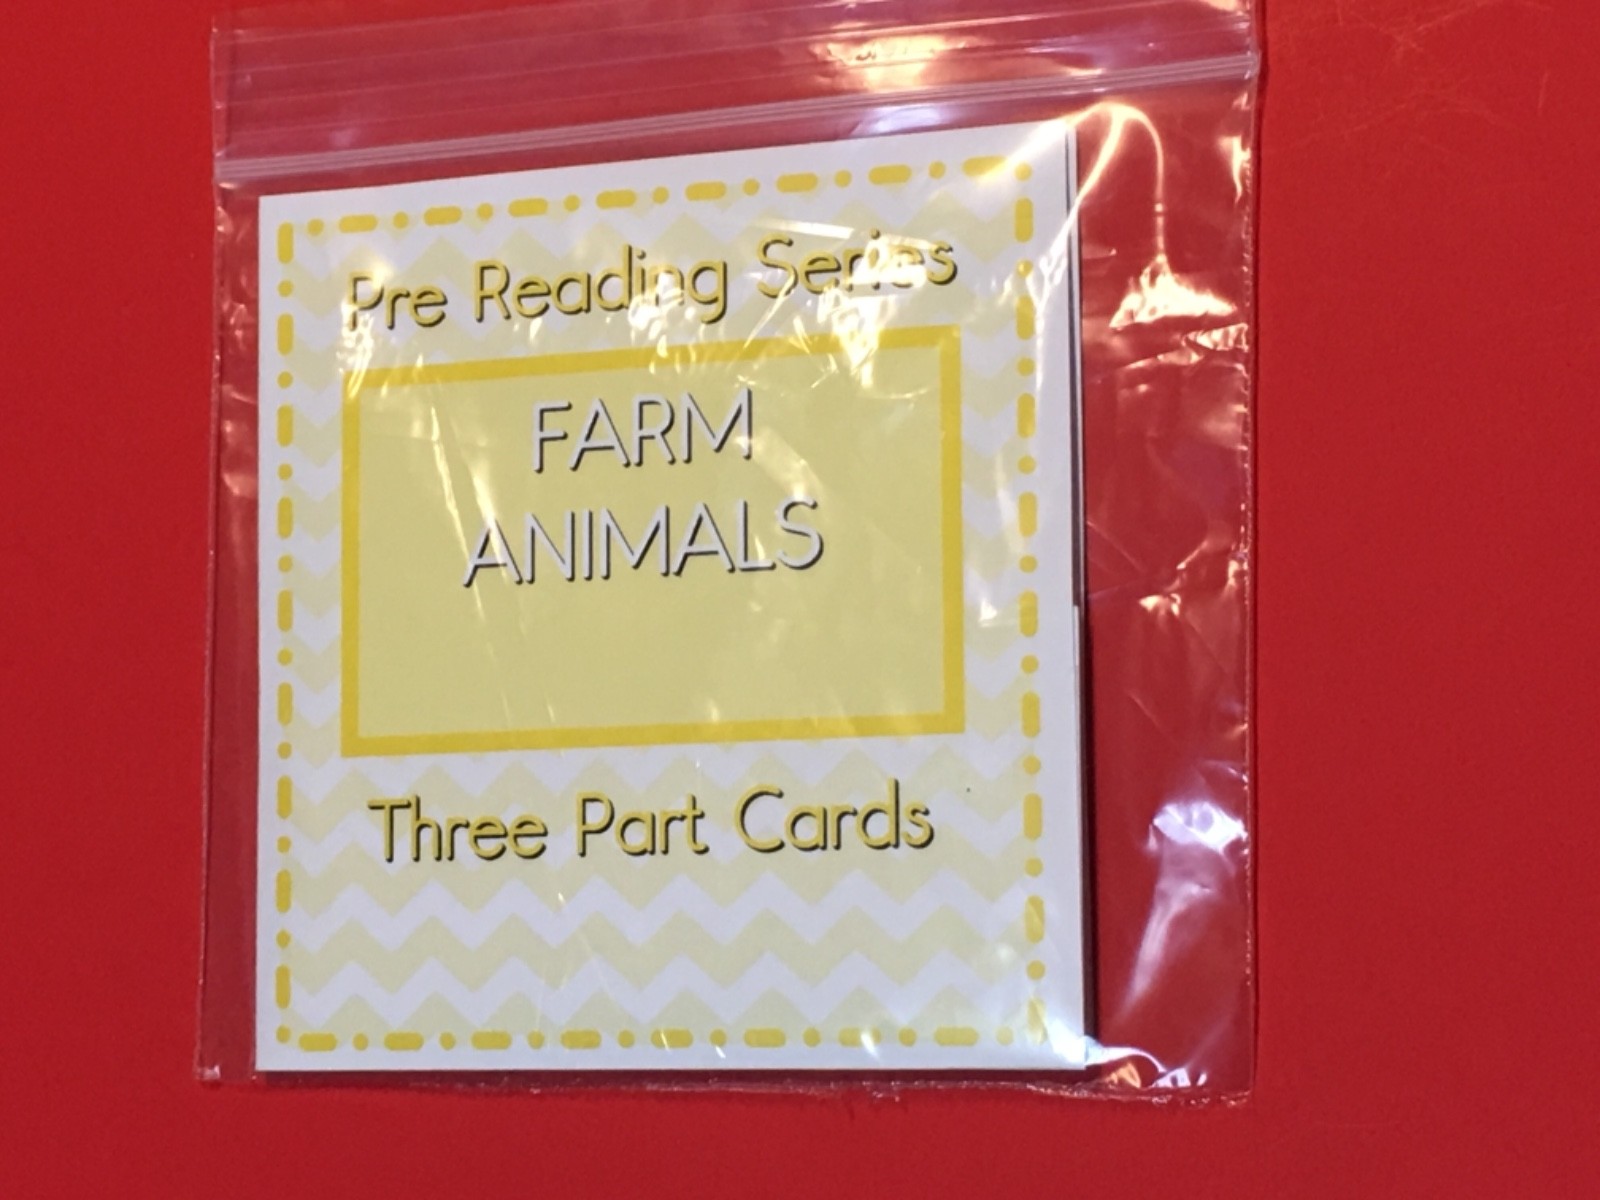 Pre Reading Series
FARM
ANIMALS
Three Part Cards